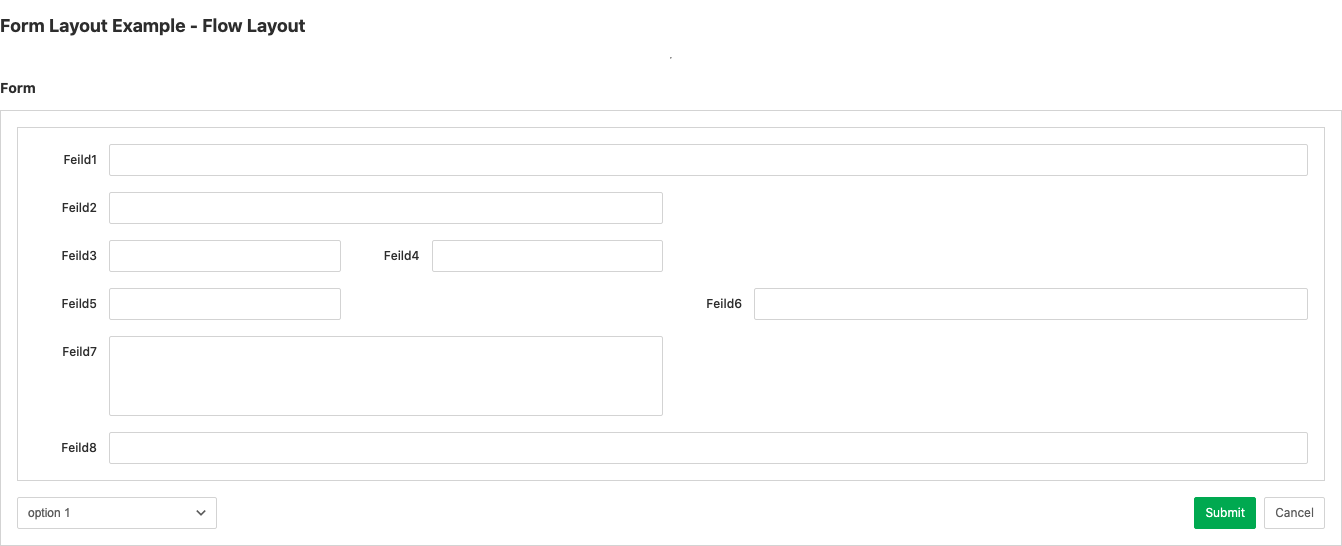 Form Layout Example - Flow Layout
Form
Feild1
Feild2
Feild3 Feild4
Feild5 Feild6
Feild7
Feild8
option 1 Submit Cancel